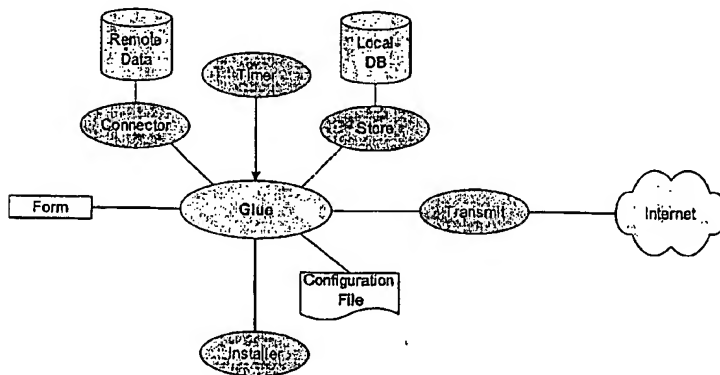 Remote
Data
Local
DB
Timer
Connector
Store
Glue
Form
Transmit
Internet
Configuration
File
Installer